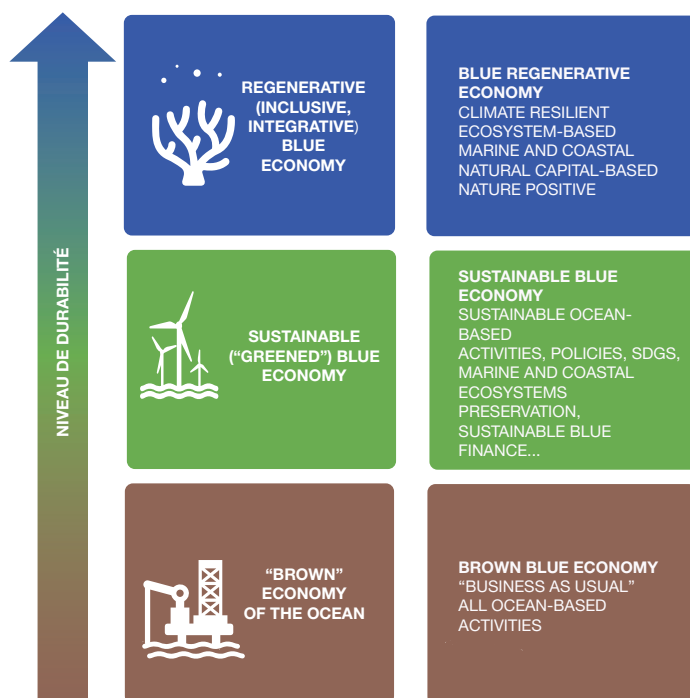 REGENERATIVE
(INCLUSIVE,
INTEGRATIVE)
BLUE
ECONOMY
BLUE REGENERATIVE
ECONOMY
CLIMATE RESILIENT
ECOSYSTEM-BASED
MARINE AND COASTAL
NATURAL CAPITAL-BASED
NATURE POSITIVE
NIVEAU DE DURABILITÉ
SUSTAINABLE
(“GREENED”) BLUE
ECONOMY
SUSTAINABLE BLUE
ECONOMY
SUSTAINABLE OCEAN-
BASED
ACTIVITIES, POLICIES, SDGS,
MARINE AND COASTAL
ECOSYSTEMS
PRESERVATION,
SUSTAINABLE BLUE
FINANCE...
“BROWN”
ECONOMY
OF THE OCEAN
BROWN BLUE ECONOMY
“BUSINESS AS USUAL”
ALL OCEAN-BASED
ACTIVITIES